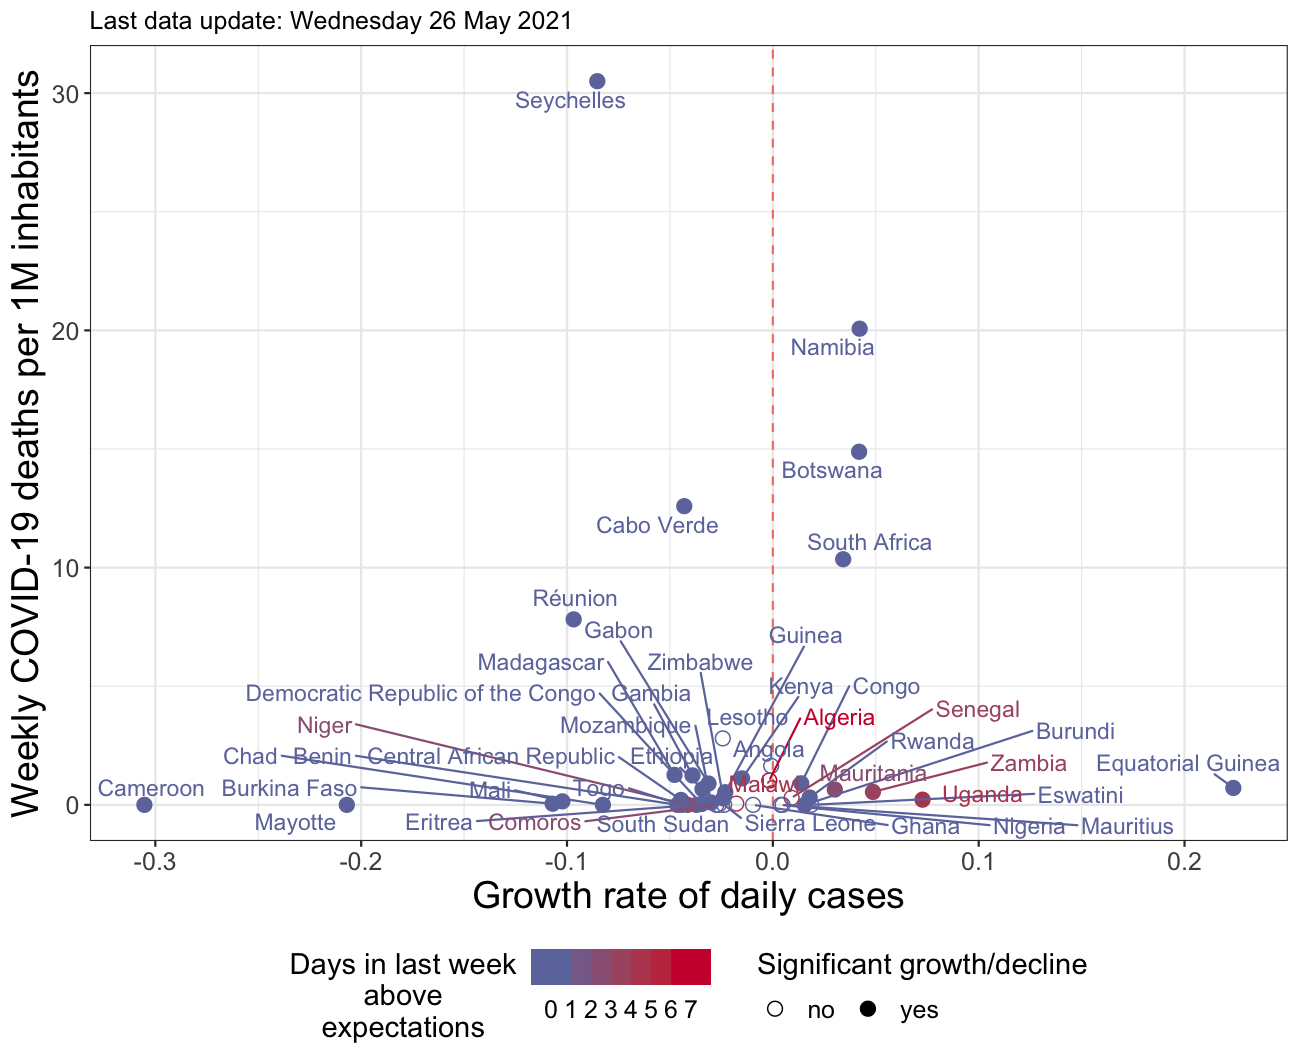 Last data update: Wednesday 26 May 2021
Weekly COVID-19 deaths per 1M inhabitants
30
20
10
0
Seychelles
Namibia
Botswana
Cabo Verde
South Africa
Réunion
Gabon
Guinea
Madagascar
Zimbabwe
Democratic Republic of the Congo
Gambia
Kenya
Congo
Niger
Mozambique
Lesotho
Algeria
Senegal
Chad
Benin
Central African Republic
Ethiopia
Angola
Rwanda
Burundi
Mauritania
Zambia
Equatorial Guinea
Cameroon
Burkina Faso
Mali
Togo
Malawi
Uganda
Eswatini
Mayotte
Eritrea
Comoros
South Sudan
Sierra Leone
Ghana
Nigeria
Mauritius
-0.3
-0.2
-0.1
0.0
0.1
0.2
Growth rate of daily cases
Days in last week
above
expectations
0 1 2 3 4 5 6 7
Significant growth/decline
no
yes